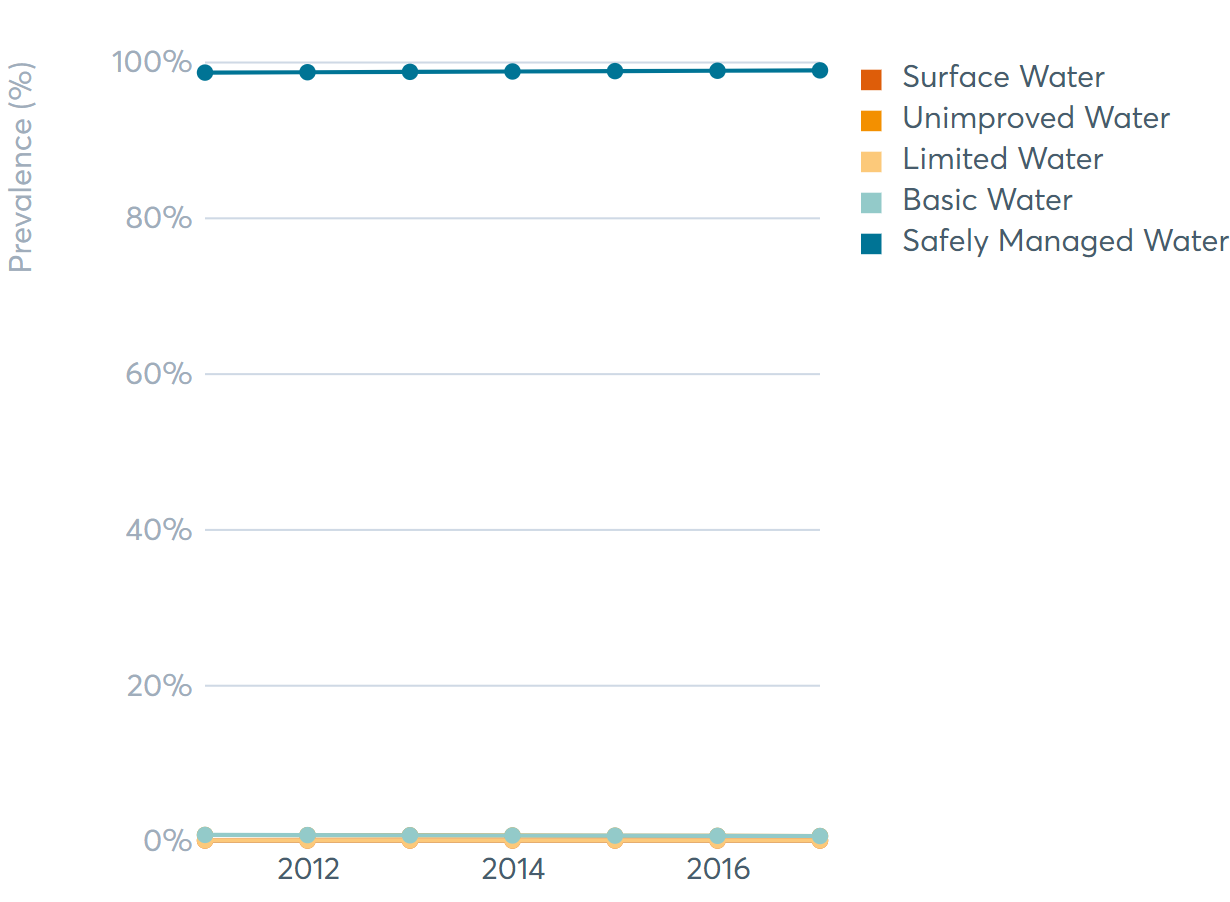 Prevalence (%)
100%
80%
60%
40%
20%
0%
2012
2014
2016
Surface Water
Unimproved Water
Limited Water
Basic Water
Safely Managed Water